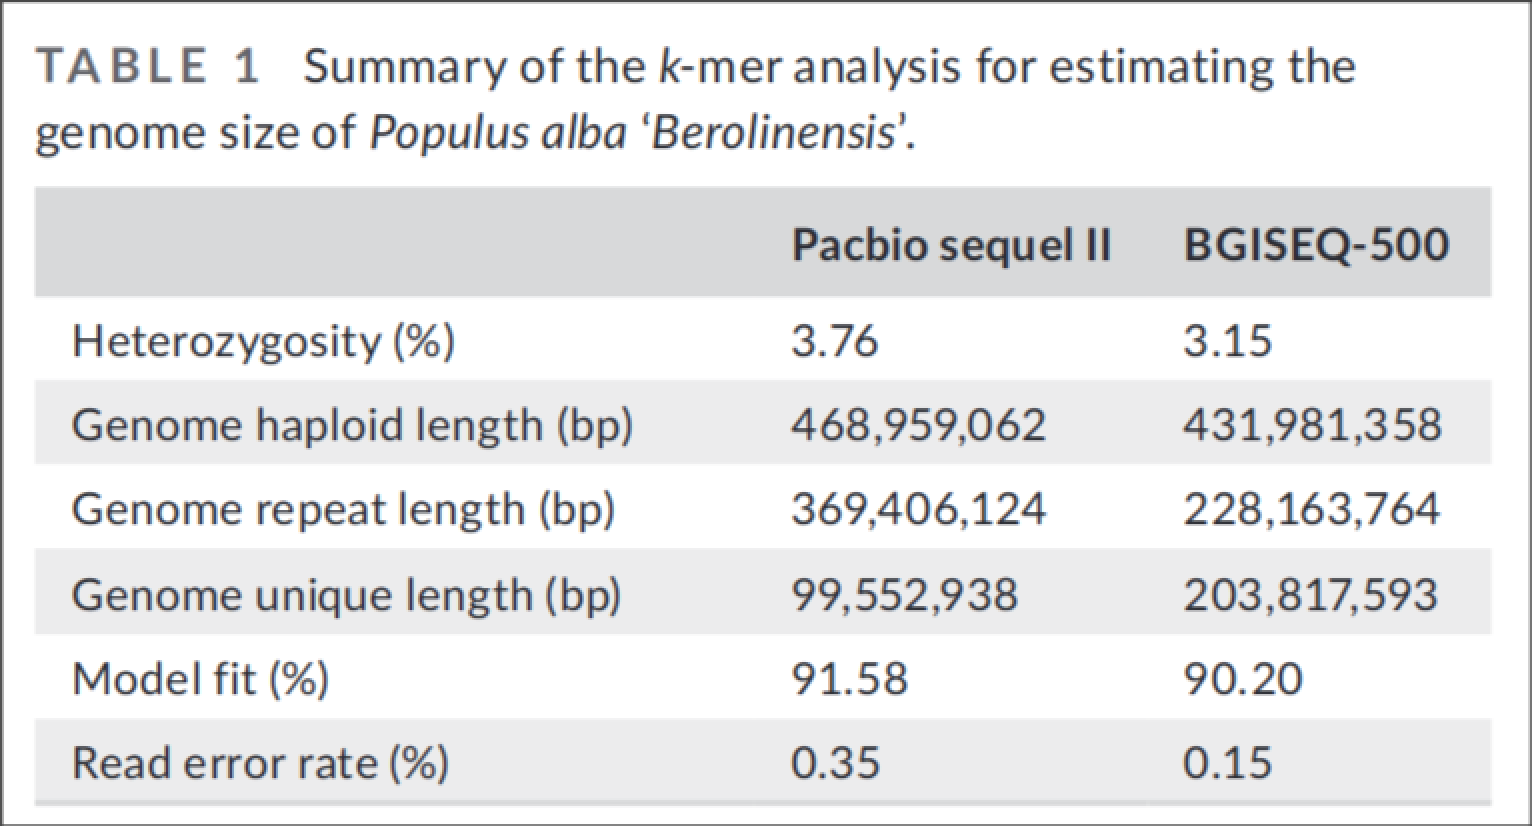 TABLE 1 Summary of the k-mer analysis for estimating the
genome size of Populus alba ‘Berolinensis’.
Pacbio sequel II BGISEQ-500
Heterozygosity (%) 3.76 3.15
Genome haploid length (bp) 468,959,062 431,981,358
Genome repeat length (bp) 369,406,124 228,163,764
Genome unique length (bp) 99,552,938 203,817,593
Model fit (%) 91.58 90.20
Read error rate (%) 0.35 0.15